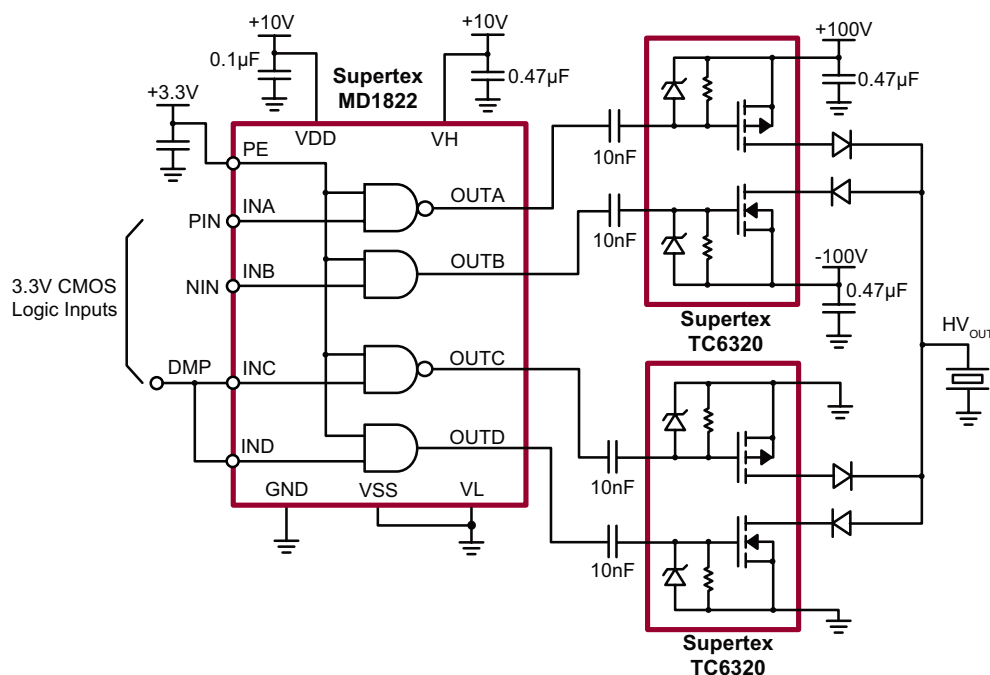 +10V
+10V
+100V
0.1µF
Supertex
MD1822
0.47µF
0.47µF
+3.3V
VDD
VH
PE
10nF
INA
OUTA
PIN
10nF
INB
OUTB
NIN
-100V
3.3V CMOS
Logic Inputs
0.47µF
Supertex
TC6320
HVOUT
DMP
INC
OUTC
IND
OUTD
10nF
GND
VSS
VL
10nF
Supertex
TC6320